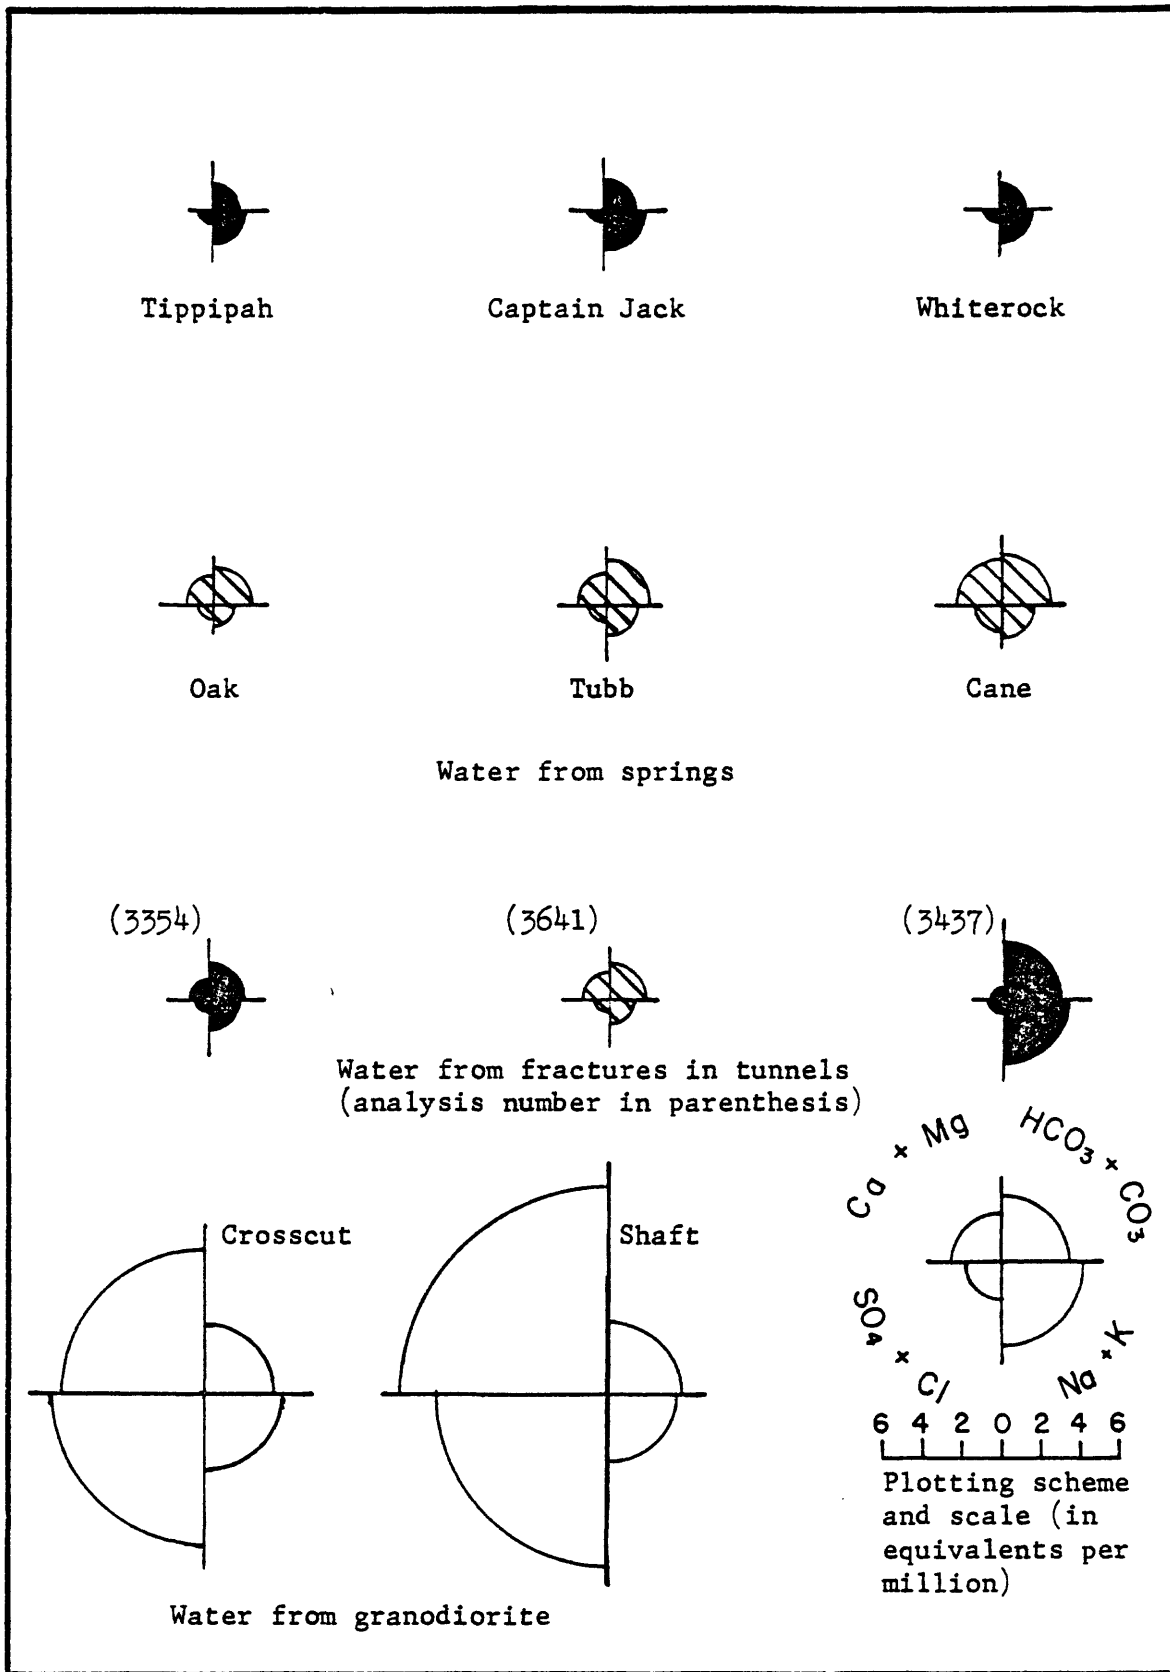 Tippipah Captain Jack Whiterock
Oak Tubb Cane
Water from springs
(3354) (3641) (3437)
Water from fractures in tunnels
(analysis number in parenthesis)
Ca × Mg HCO₃ × CO₃
Crosscut Shaft
SO₄ × Cl Na × K
6 4 2 0 2 4 6
Plotting scheme
and scale (in
equivalents per
million)
Water from granodiorite